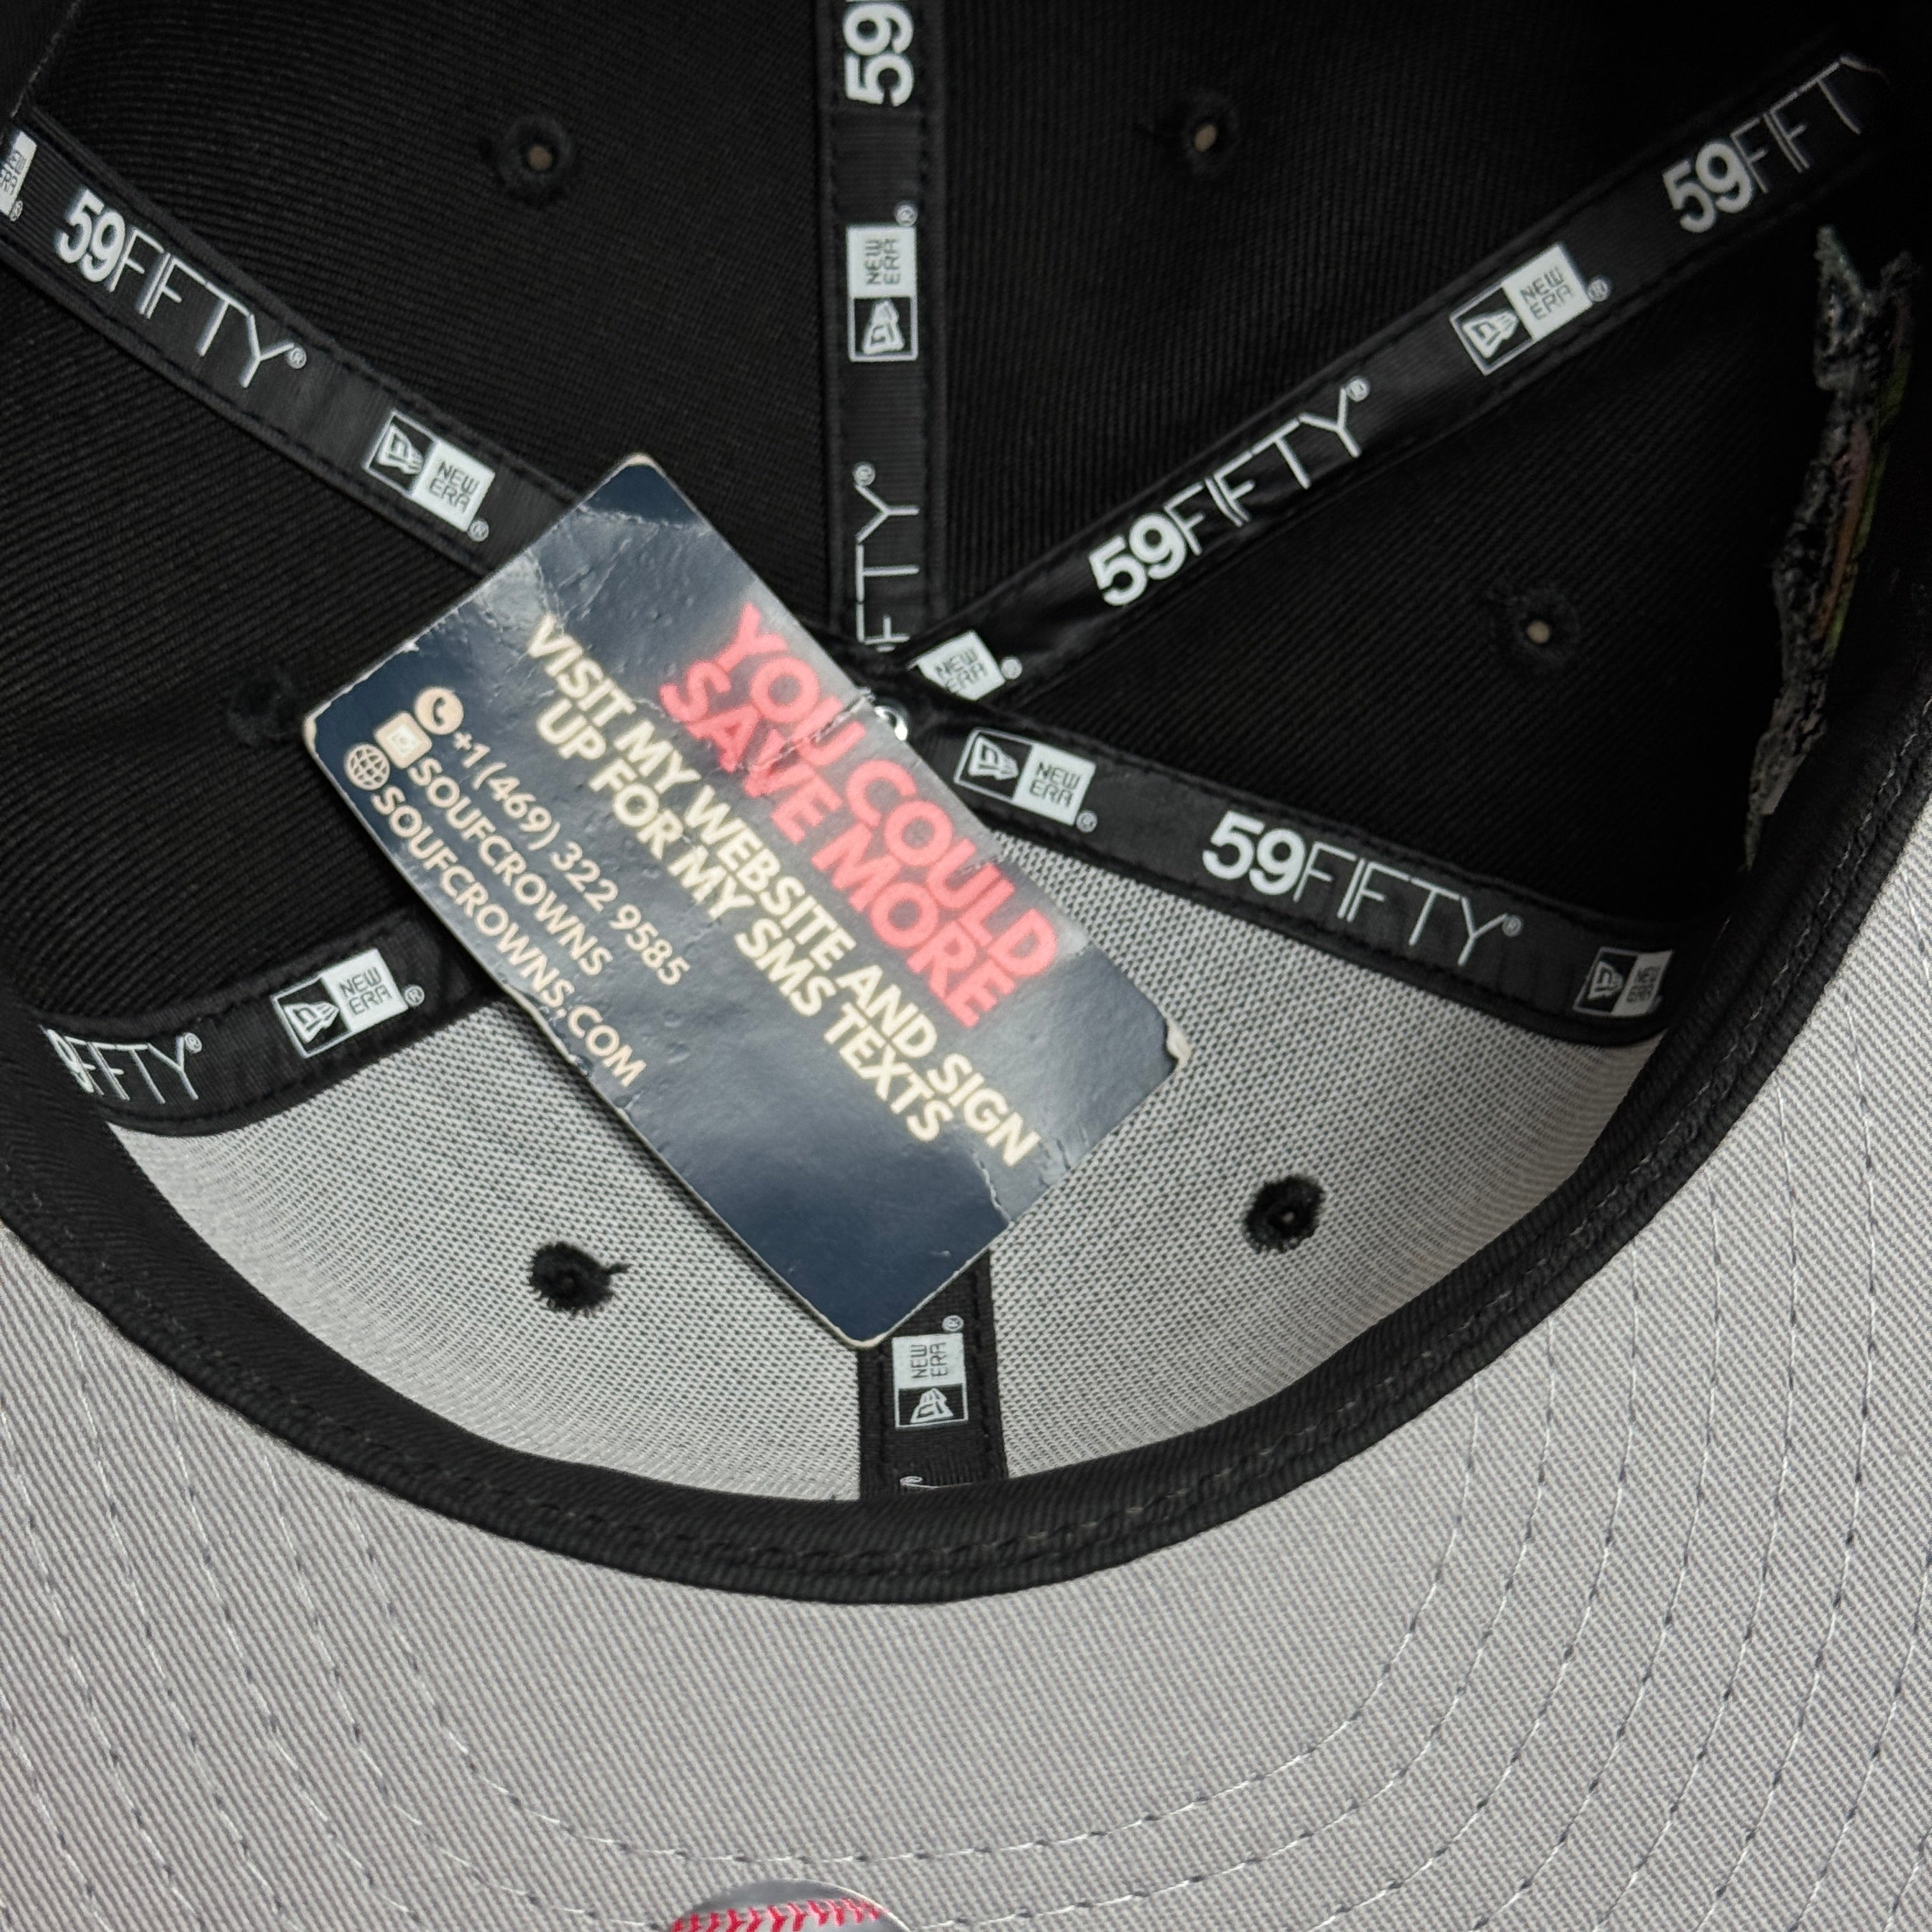 59
59FIFTY®
NEW ERA®
59FIFTY
NEW ERA®
NEW ERA®
59FIFTY®
FTY®
NEW ERA®
NEW ERA®
59FIFTY®
NEW ERA
YOU COULD
SAVE MORE
VISIT MY WEBSITE AND SIGN
UP FOR MY SMS TEXTS
+1 (469) 322 9585
SOUFCROWNS
SOUFCROWNS.COM
NEW ERA®
FIFTY®
NEW ERA®